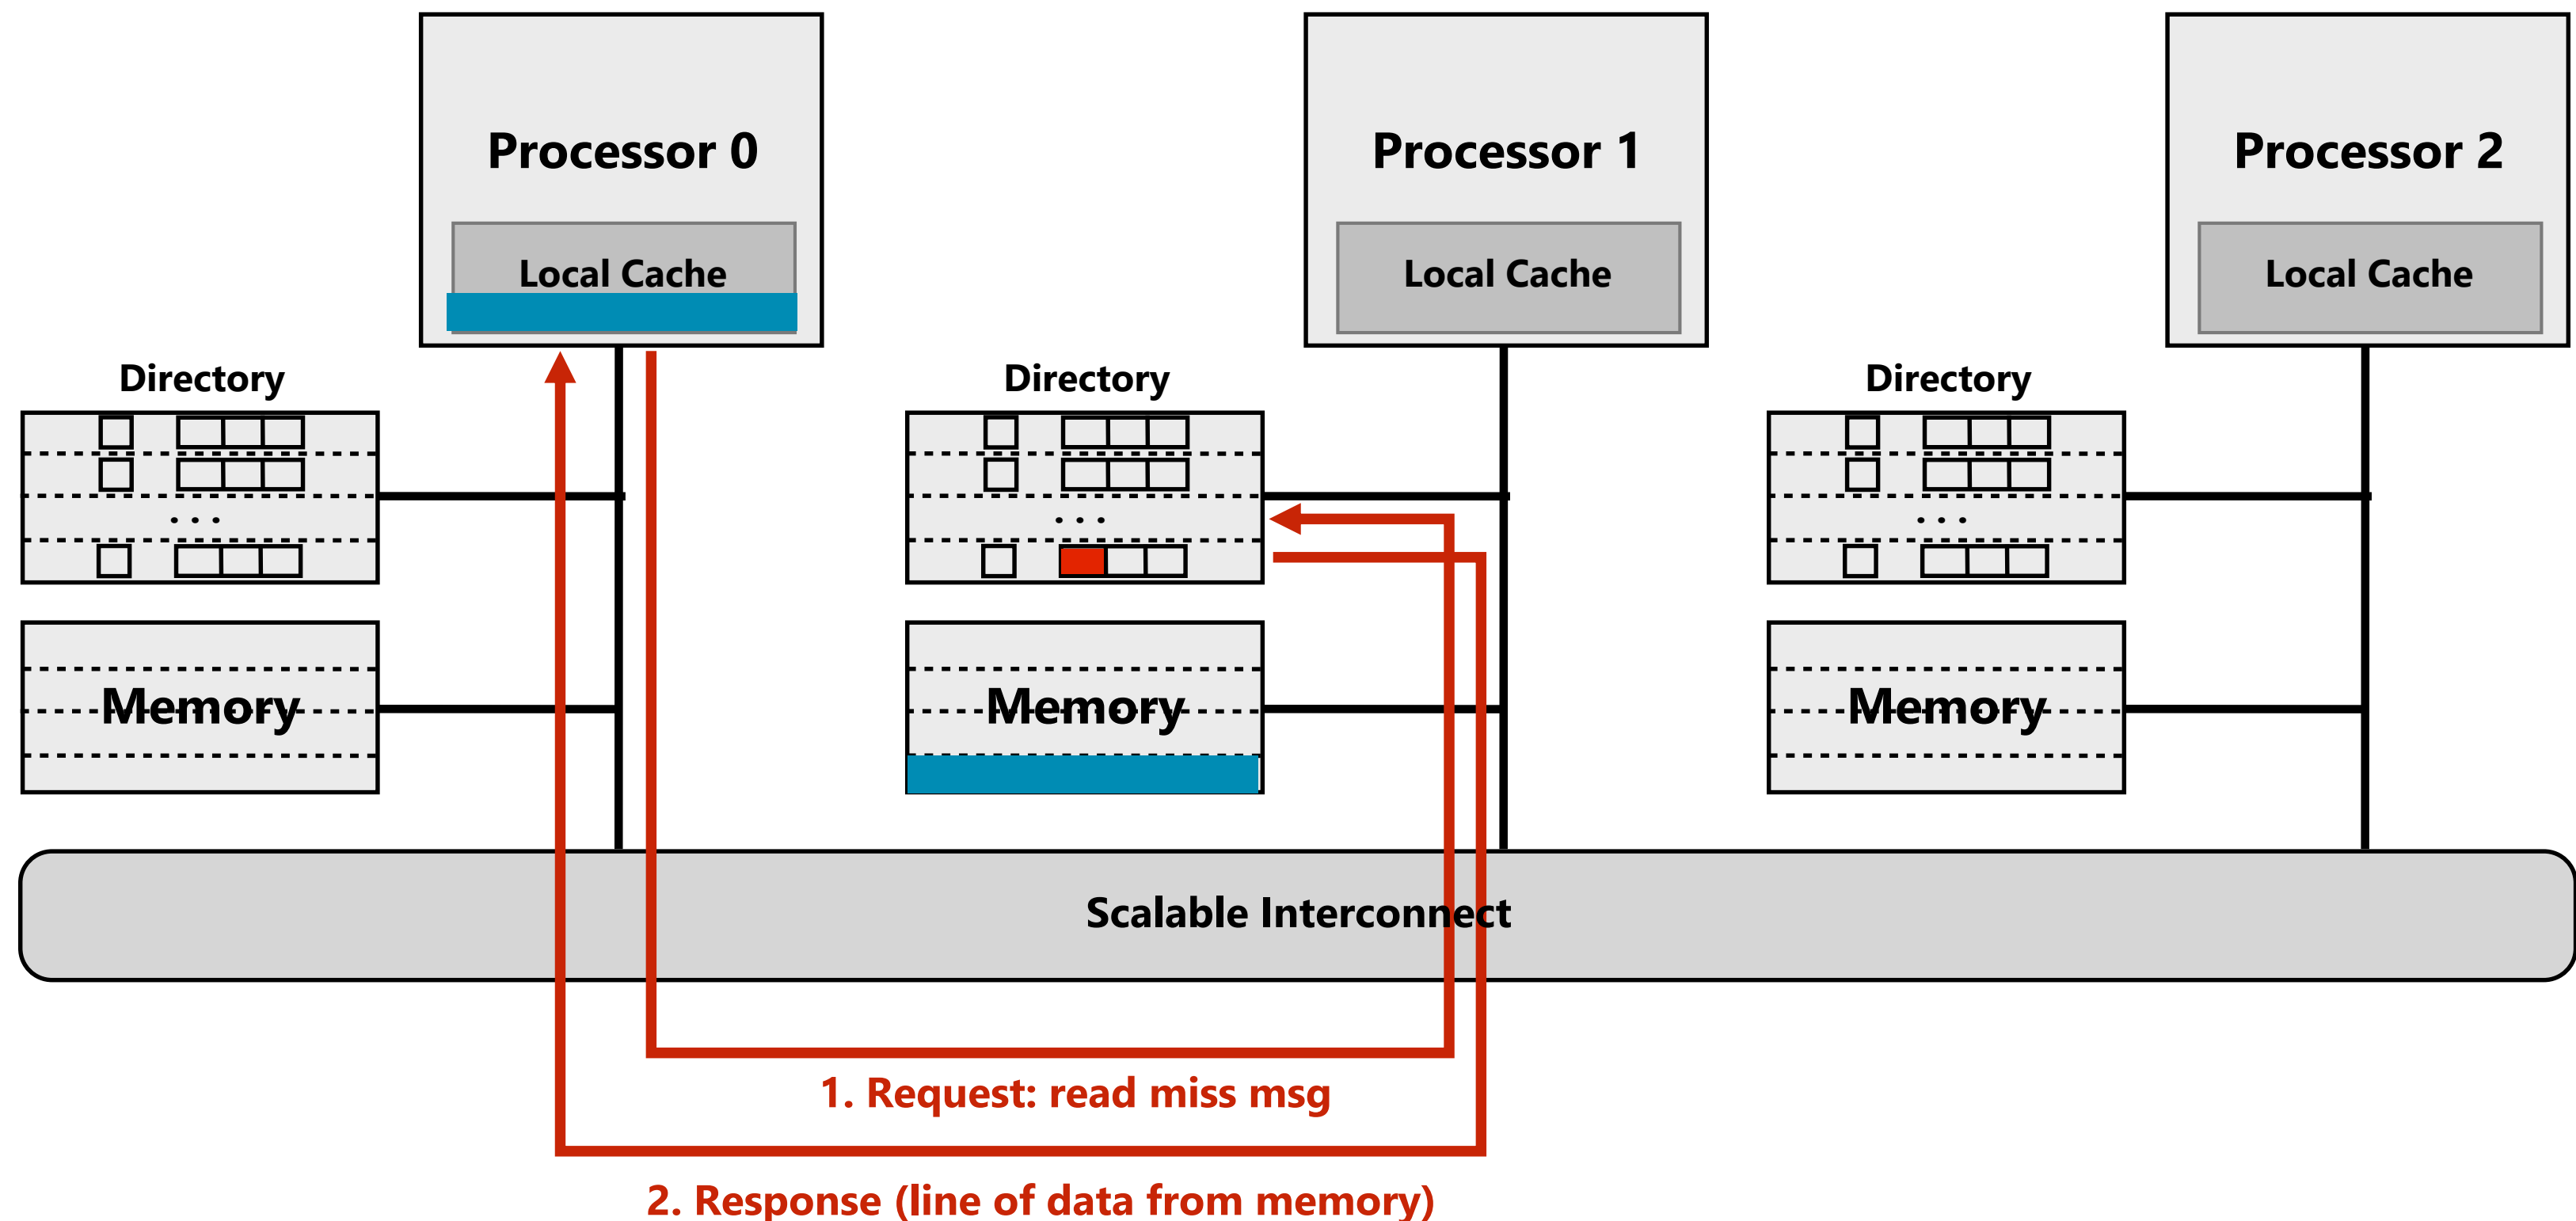 Processor 0
Processor 1
Processor 2
Local Cache
Local Cache
Local Cache
Directory
Directory
Directory
. . .
. . .
. . .
Memory
Memory
Memory
Scalable Interconnect
1. Request: read miss msg
2. Response (line of data from memory)